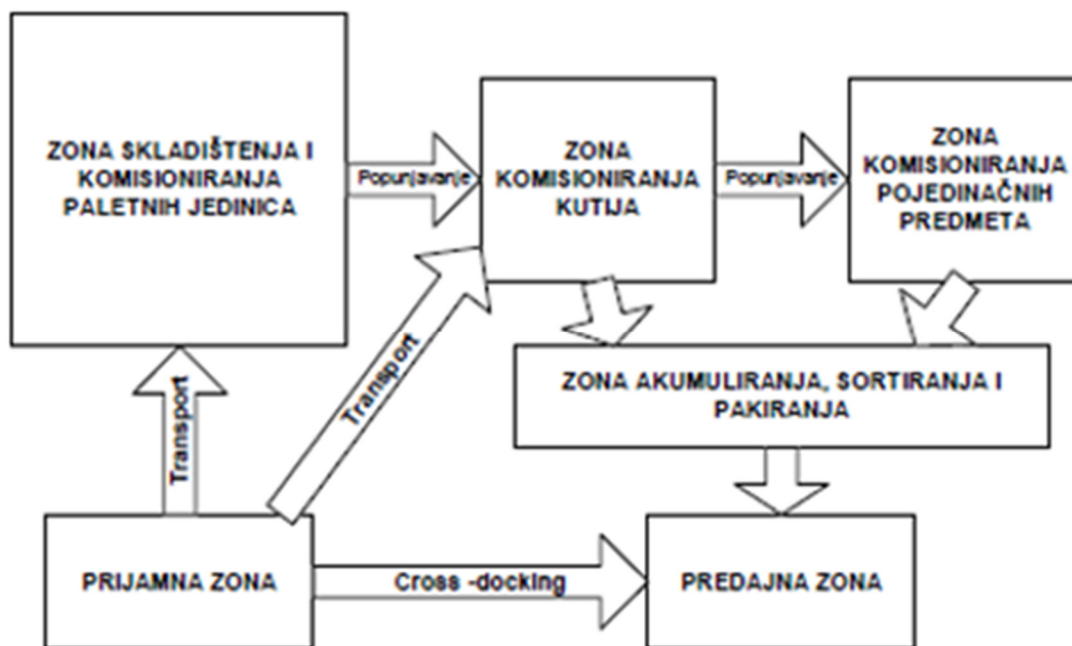 ZONA SKLADIŠTENJA I
KOMISIONIRANJA
PALETNIH JEDINICA
Popunjavanje
ZONA
KOMISIONIRANJA
KUTIJA
Popunjavanje
ZONA
KOMISIONIRANJA
POJEDINAČNIH
PREDMETA
Transport
Transport
ZONA AKUMULIRANJA, SORTIRANJA I
PAKIRANJA
PRIJAMNA ZONA
Cross -docking
PREDAJNA ZONA